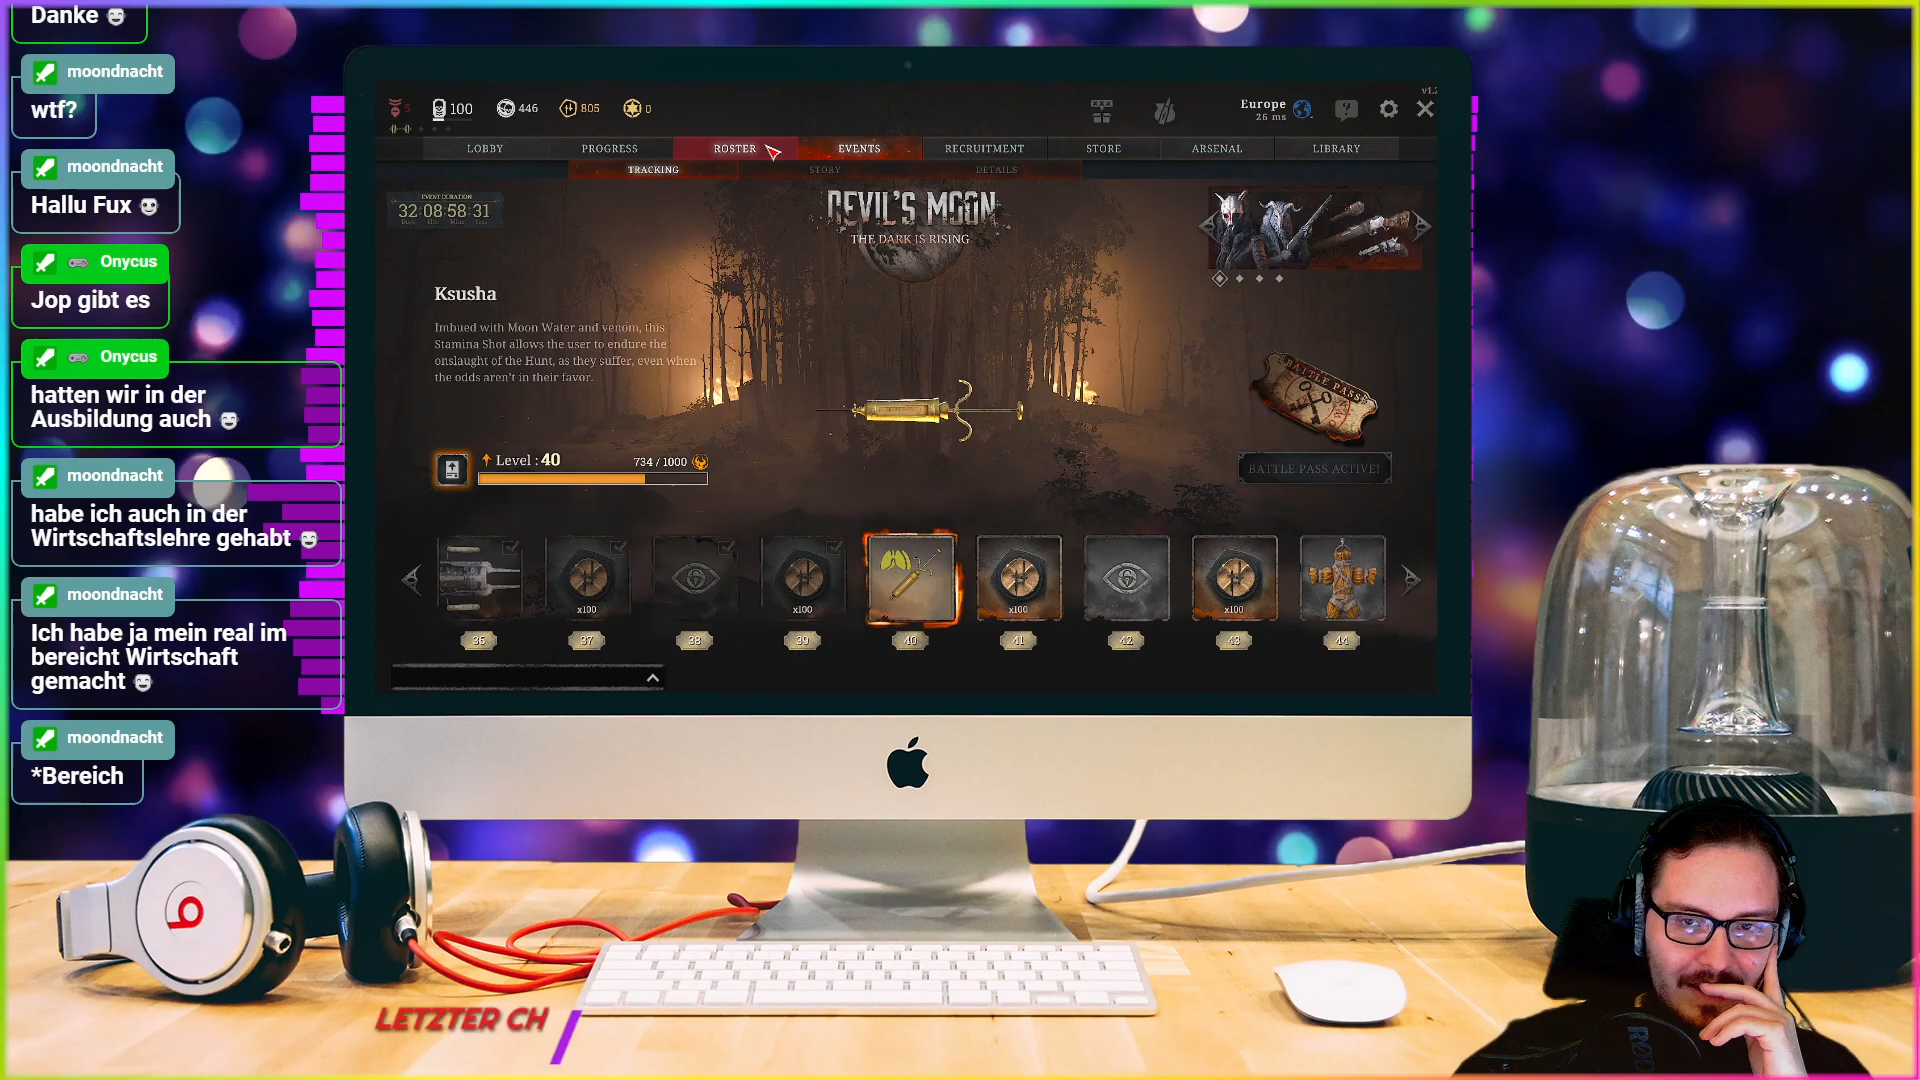 Danke
moondnacht
wtf?
moondnacht
Hallu Fux
Onycus
Jop gibt es
Onycus
hatten wir in der
Ausbildung auch
moondnacht
habe ich auch in der
Wirtschaftslehre gehabt
moondnacht
Ich habe ja mein real im
bereicht Wirtschaft
gemacht
moondnacht
*Bereich
5
100
446
805
0
Europe
26 ms
v1.2
LOBBY
PROGRESS
ROSTER
EVENTS
RECRUITMENT
STORE
ARSENAL
LIBRARY
TRACKING
STORY
DETAILS
EVENT DURATION
32:08:58:31
DEVIL'S MOON
THE DARK IS RISING
Ksusha
Imbued with Moon Water and venom, this
Stamina Shot allows the user to endure the
onslaught of the Hunt, as they suffer, even when
the odds aren't in their favor.
BATTLE PASS
Level : 40
734 / 1000
BATTLE PASS ACTIVE!
x100
x100
x100
x100
36
37
38
39
40
41
42
43
44
LETZTER CH